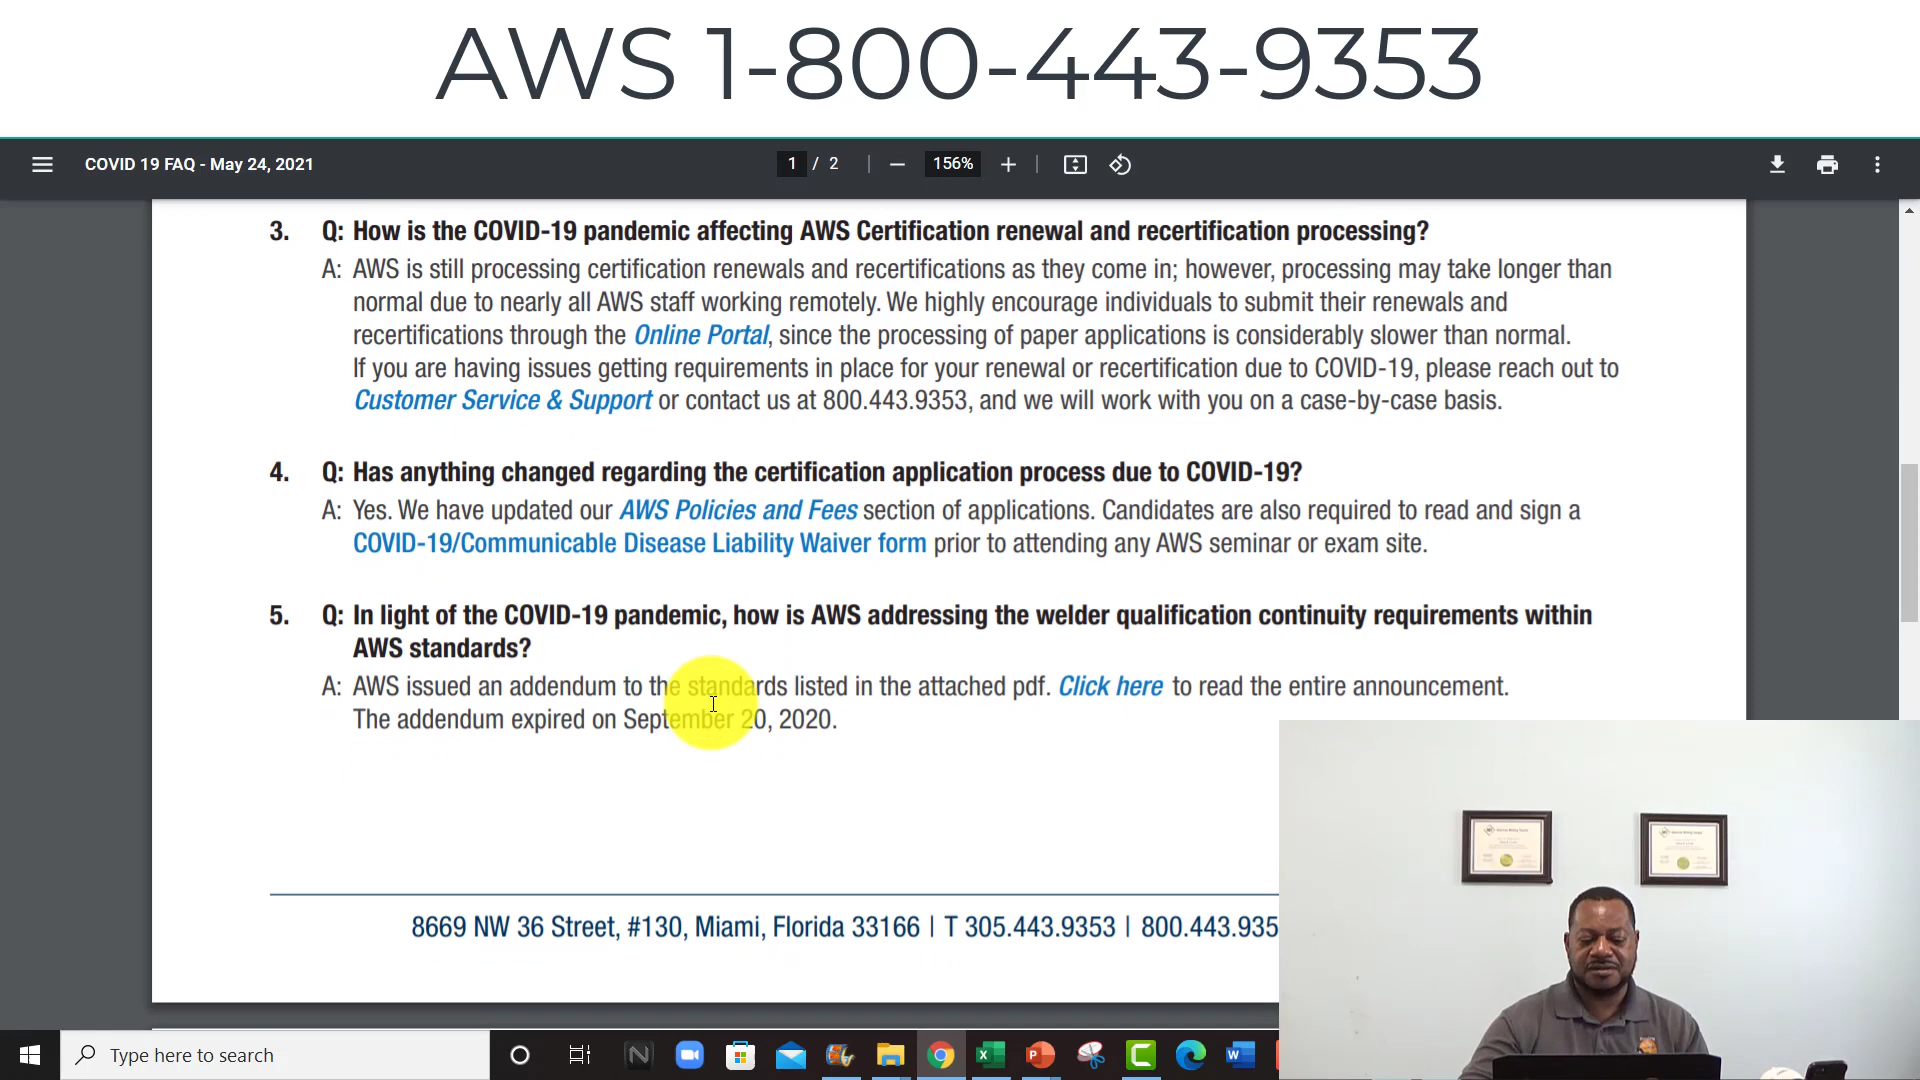 AWS 1-800-443-9353
COVID 19 FAQ - May 24, 2021
1 / 2
156%
3. Q: How is the COVID-19 pandemic affecting AWS Certification renewal and recertification processing?
A: AWS is still processing certification renewals and recertifications as they come in; however, processing may take longer than
normal due to nearly all AWS staff working remotely. We highly encourage individuals to submit their renewals and
recertifications through the Online Portal, since the processing of paper applications is considerably slower than normal.
If you are having issues getting requirements in place for your renewal or recertification due to COVID-19, please reach out to
Customer Service & Support or contact us at 800.443.9353, and we will work with you on a case-by-case basis.
4. Q: Has anything changed regarding the certification application process due to COVID-19?
A: Yes. We have updated our AWS Policies and Fees section of applications. Candidates are also required to read and sign a
COVID-19/Communicable Disease Liability Waiver form prior to attending any AWS seminar or exam site.
5. Q: In light of the COVID-19 pandemic, how is AWS addressing the welder qualification continuity requirements within
AWS standards?
A: AWS issued an addendum to the standards listed in the attached pdf. Click here to read the entire announcement.
The addendum expired on September 20, 2020.
8669 NW 36 Street, #130, Miami, Florida 33166 | T 305.443.9353 | 800.443.935
Type here to search